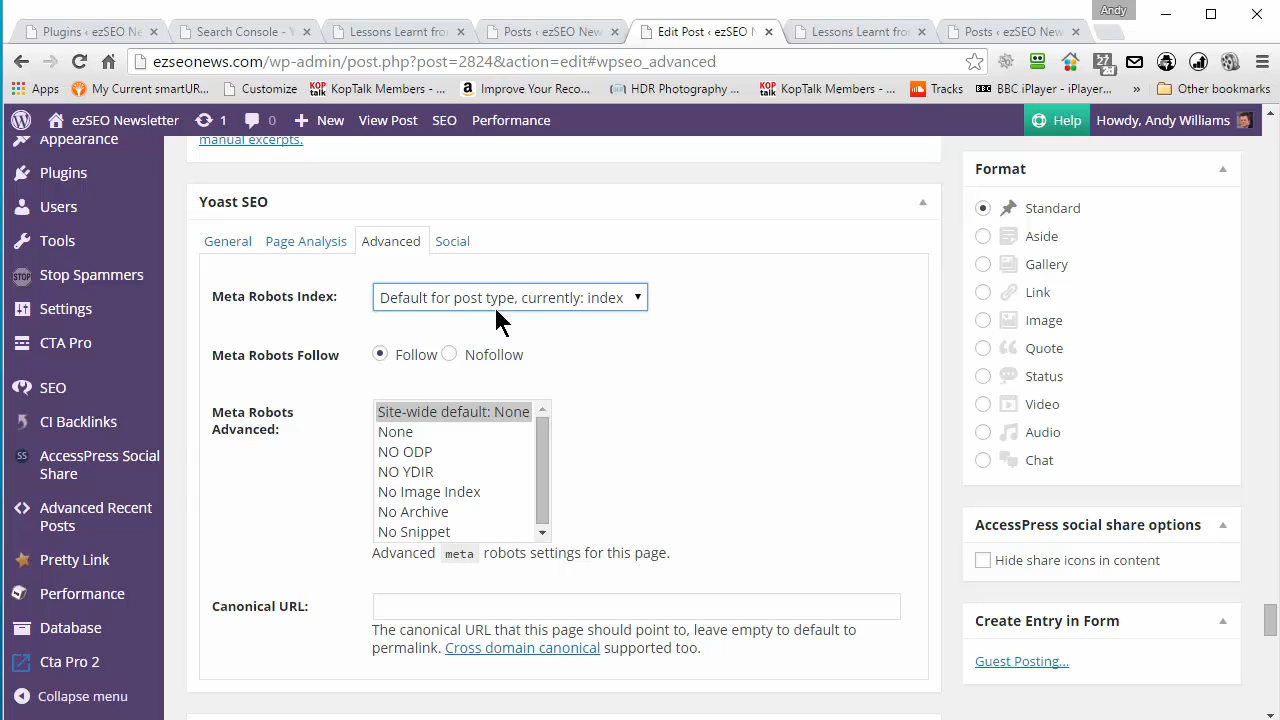 Andy
Plugins ‹ ezSEO Ne
Search Console - 
Lessons Learnt fro
Posts ‹ ezSEO New
Edit Post ‹ ezSEO N
Lessons Learnt fro
Posts ‹ ezSEO New
ezseonews.com/wp-admin/post.php?post=2824&action=edit#wpseo_advanced
Apps
My Current smartUR...
Customize
KOP talk KopTalk Members - ...
Improve Your Reco...
HDR Photography ...
KOP talk KopTalk Members - ...
Tracks
BBC iPlayer - iPlayer...
»
Other bookmarks
ezSEO Newsletter
1
0
New
View Post
SEO
Performance
Help
Howdy, Andy Williams
Appearance
Plugins
Users
Tools
Stop Spammers
Settings
CTA Pro
SEO
CI Backlinks
AccessPress Social
Share
Advanced Recent
Posts
Pretty Link
Performance
Database
Cta Pro 2
Collapse menu
manual excerpts.
Yoast SEO
General
Page Analysis
Advanced
Social
Meta Robots Index:
Default for post type, currently: index
Meta Robots Follow
Follow
Nofollow
Meta Robots
Advanced:
Site-wide default: None
None
NO ODP
NO YDIR
No Image Index
No Archive
No Snippet
Advanced meta robots settings for this page.
Canonical URL:
The canonical URL that this page should point to, leave empty to default to
permalink. Cross domain canonical supported too.
Format
Standard
Aside
Gallery
Link
Image
Quote
Status
Video
Audio
Chat
AccessPress social share options
Hide share icons in content
Create Entry in Form
Guest Posting...